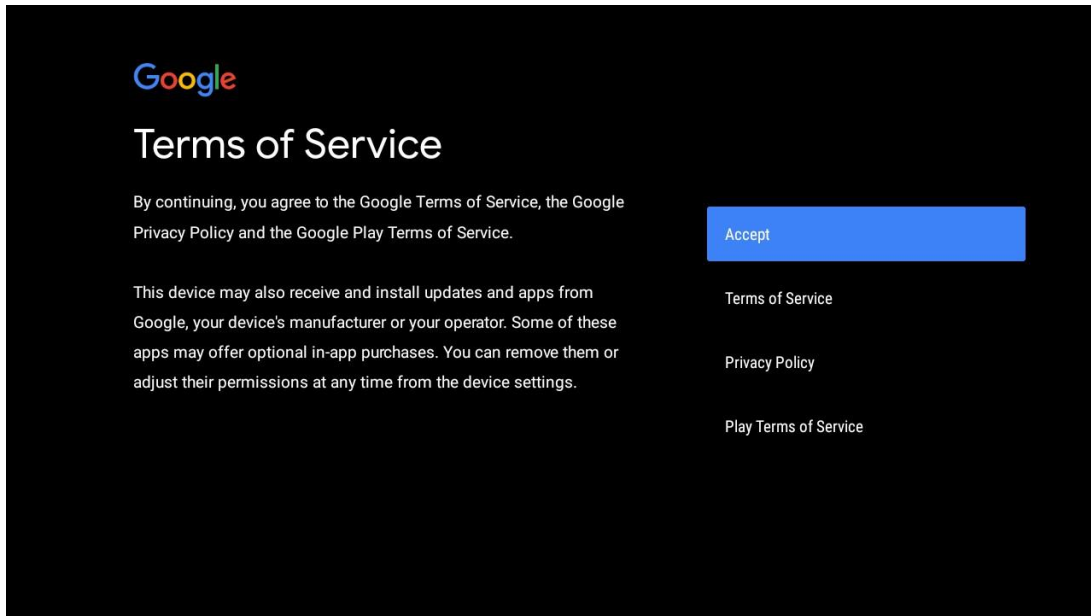 Google
Terms of Service
By continuing, you agree to the Google Terms of Service, the Google
Privacy Policy and the Google Play Terms of Service.
This device may also receive and install updates and apps from
Google, your device's manufacturer or your operator. Some of these
apps may offer optional in-app purchases. You can remove them or
adjust their permissions at any time from the device settings.
Accept
Terms of Service
Privacy Policy
Play Terms of Service